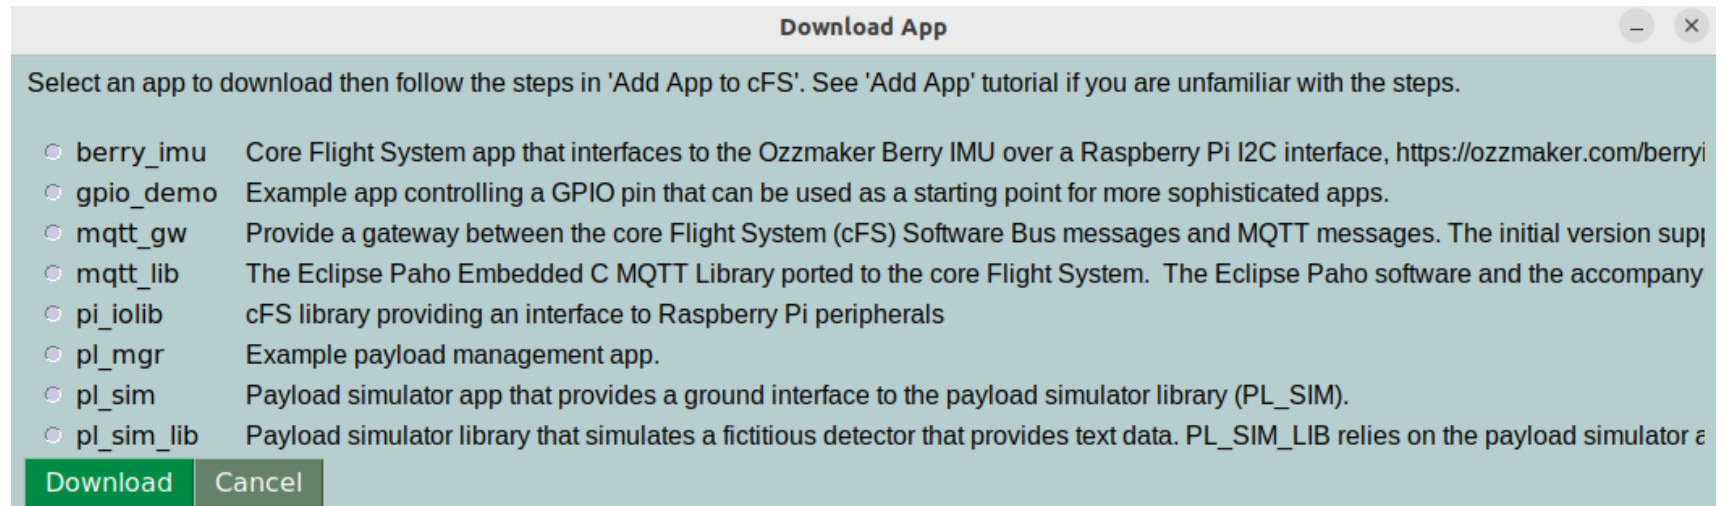 Download App
Select an app to download then follow the steps in 'Add App to cFS'. See 'Add App' tutorial if you are unfamiliar with the steps.
berry_imu Core Flight System app that interfaces to the Ozzmaker Berry IMU over a Raspberry Pi I2C interface, https://ozzmaker.com/berryi
gpio_demo Example app controlling a GPIO pin that can be used as a starting point for more sophisticated apps.
mqtt_gw Provide a gateway between the core Flight System (cFS) Software Bus messages and MQTT messages. The initial version supp
mqtt_lib The Eclipse Paho Embedded C MQTT Library ported to the core Flight System.  The Eclipse Paho software and the accompany
pi_iolib cFS library providing an interface to Raspberry Pi peripherals
pl_mgr Example payload management app.
pl_sim Payload simulator app that provides a ground interface to the payload simulator library (PL_SIM).
pl_sim_lib Payload simulator library that simulates a fictitious detector that provides text data. PL_SIM_LIB relies on the payload simulator a
Download Cancel